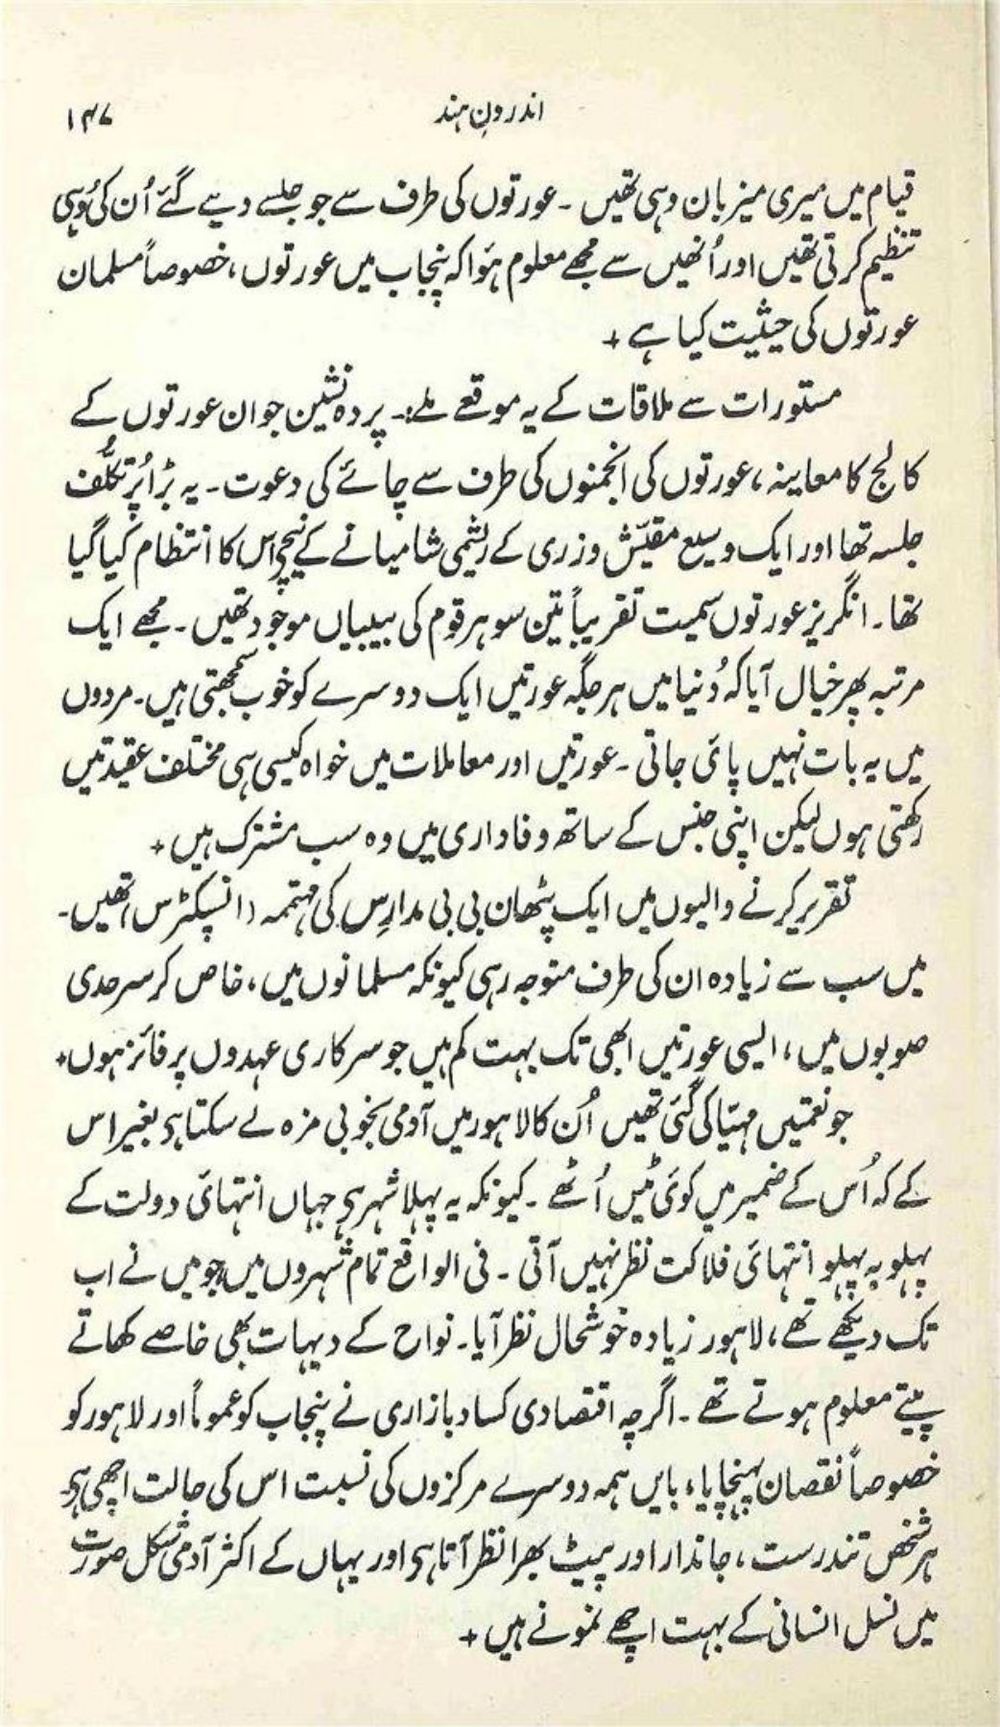 اندرونِ ہند ۱۴۷
قیام میں میری میزبان وہی تھیں ۔ عورتوں کی طرف سے جو جلسے دیے گئے اُن کی وُہی
تنظیم کرتی تھیں اور اُنھیں سے مجھے معلوم ہوٗا کہ پنجاب میں عورتوں، خصوصاً مسلمان
عورتوں کی حیثیت کیا ہے +
مستورات سے ملاقات کے یہ موقعے ملے:۔ پردہ نشین جوان عورتوں کے
کالج کا معاینہ، عورتوں کی انجمنوں کی طرف سے چائے کی دعوت ۔ یہ بڑا پُرتکلُّف
جلسہ تھا اور ایک وسیع مقیّش و زری کے ریشمی شامیانے کے نیچے اس کا انتظام کیا گیا
تھا ۔ انگریز عورتوں سمیت تقریباً تین سو ہر قوم کی بیبیاں موجود تھیں ۔ مجھے ایک
مرتبہ پھر خیال آیا کہ دُنیا میں ہر جگہ عورتیں ایک دوسرے کو خوب سمجھتی ہیں ۔ مردوں
میں یہ بات نہیں پائی جاتی ۔ عورتیں اور معاملات میں خواہ کیسی ہی مختلف عقیدتیں
رکھتی ہوں لیکن اپنی جنس کے ساتھ وفاداری میں وہ سب مشترک ہیں +
تقریر کرنے والیوں میں ایک پٹھان بی بی مدارِس کی مہتممہ (انسپکٹرس) تھیں ۔
میں سب سے زیادہ ان کی طرف متوجہ رہی کیونکہ مسلمانوں میں، خاص کر سرحدی
صوبوں میں، ایسی عورتیں ابھی تک بہت کم ہیں جو سرکاری عہدوں پر فائز ہوں +
جو نعمتیں مہیّا کی گئی تھیں اُن کا لاہور میں آدمی بخوبی مزہ لے سکتا ہی بغیر اس
کے کہ اُس کے ضمیر میں کوئی ٹیس اُٹھے ۔ کیونکہ یہ پہلا شہر ہی جہاں انتہائی دولت کے
پہلو بہ پہلو انتہائی فلاکت نظر نہیں آتی ۔ فی الواقع تمام شہروں میں جو میں نے اب
تک دیکھے تھے، لاہور زیادہ خوشحال نظر آیا ۔ نواح کے دیہات بھی خاصے کھاتے
پیتے معلوم ہوتے تھے ۔ اگرچہ اقتصادی کساد بازاری نے پنجاب کو عموماً اور لاہور کو
خصوصاً نقصان پہنچایا، بایں ہمہ دوسرے مرکزوں کی نسبت اس کی حالت اچھی ہی۔
ہر شخص تندرست، جاندار اور پیٹ بھرا نظر آتا ہی اور یہاں کے اکثر آدمی شکل صورت
میں نسل انسانی کے بہت اچھے نمونے ہیں +